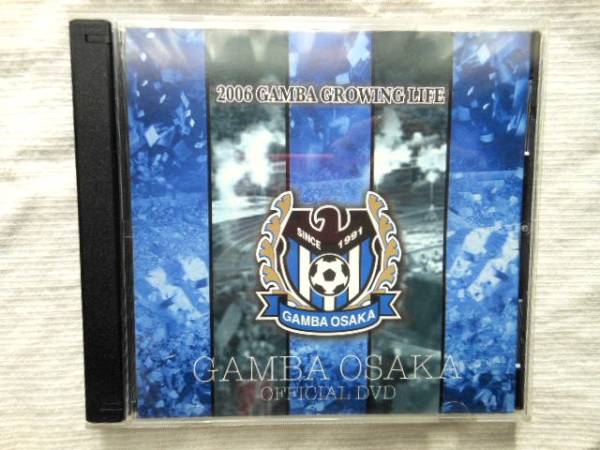 2006 GAMBA GROWING LIFE
SINCE 1991
GAMBA OSAKA
GAMBA OSAKA
OFFICIAL DVD